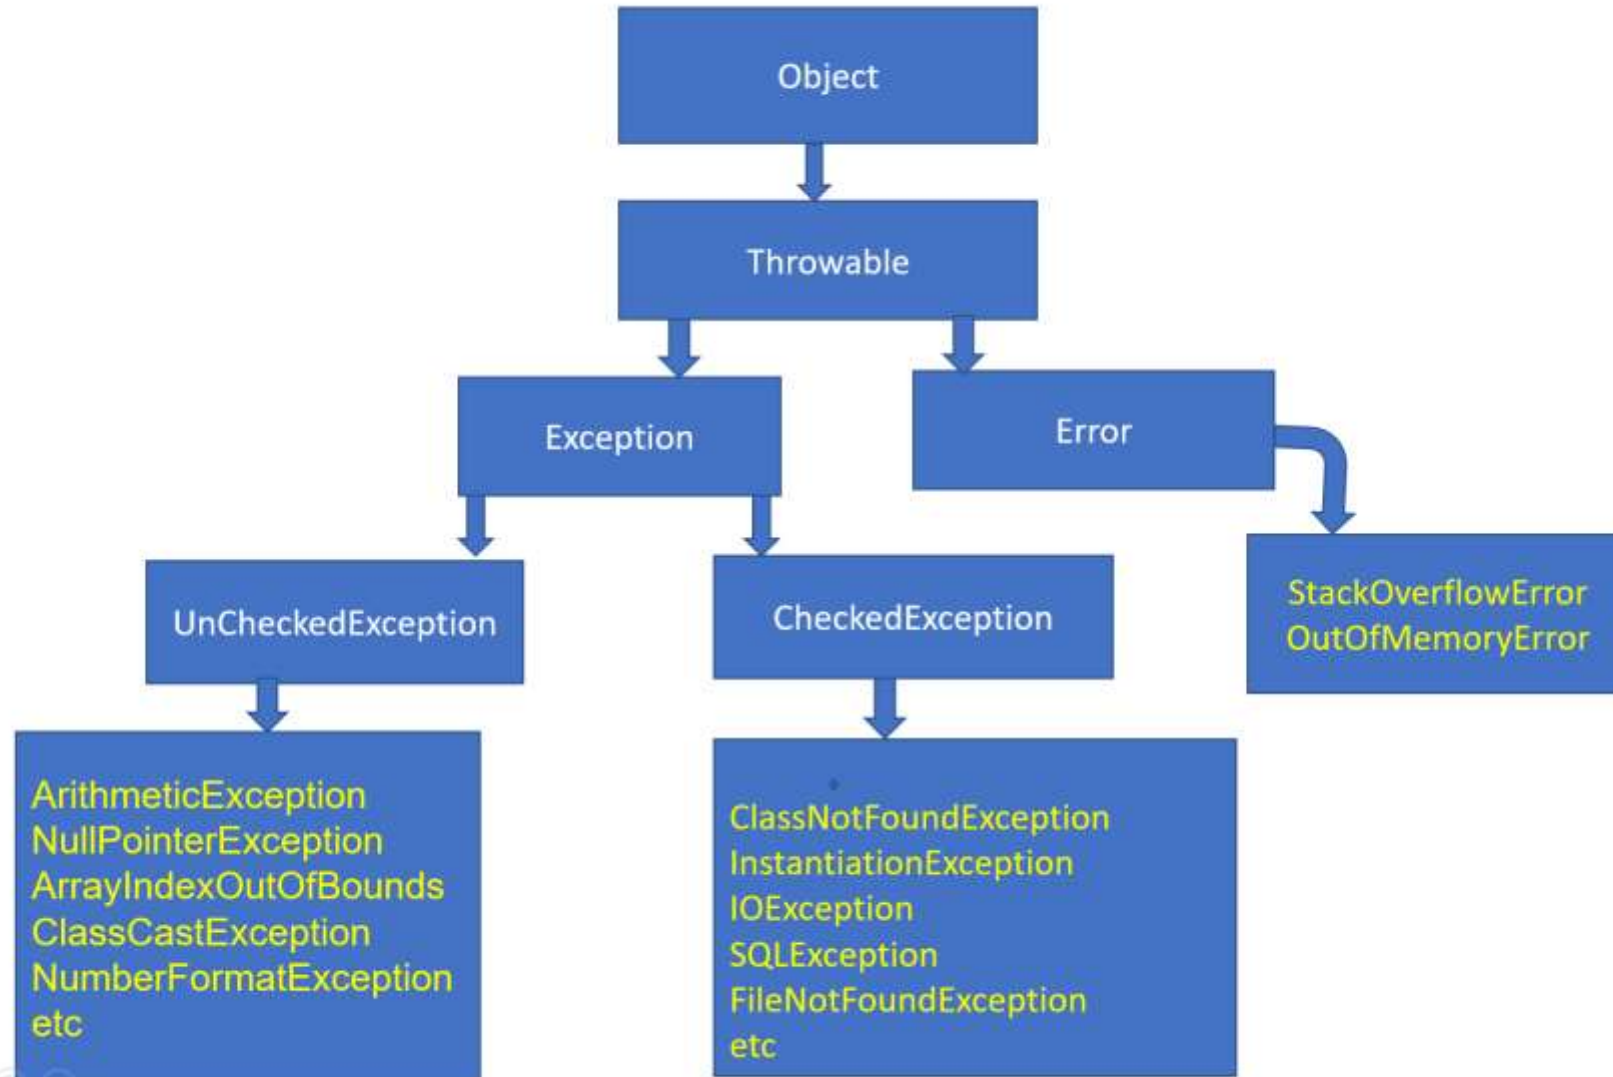 Object
Throwable
Exception
Error
UnCheckedException
CheckedException
StackOverflowError
OutOfMemoryError
ArithmeticException
NullPointerException
ArrayIndexOutOfBounds
ClassCastException
NumberFormatException
etc
ClassNotFoundException
InstantiationException
IOException
SQLException
FileNotFoundException
etc